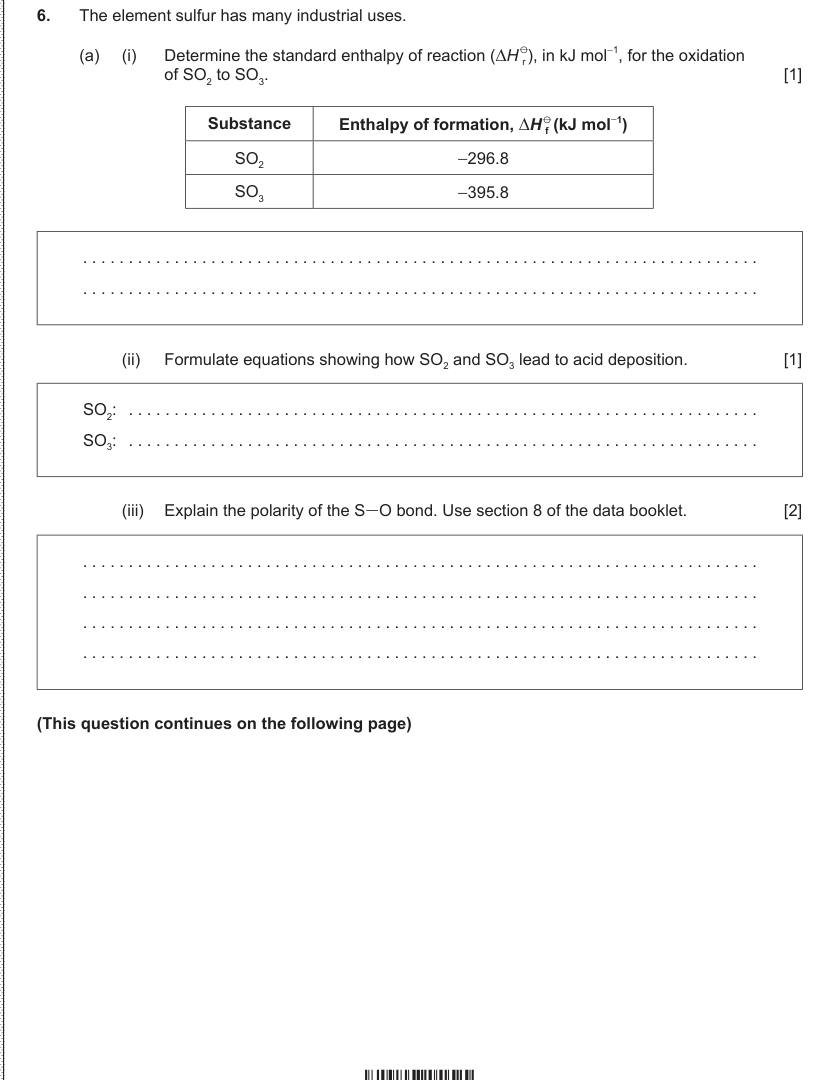 6. The element sulfur has many industrial uses.
(a) (i) Determine the standard enthalpy of reaction (ΔH⦵r), in kJ mol⁻¹, for the oxidation
of SO₂ to SO₃. [1]
Substance Enthalpy of formation, ΔH⦵f (kJ mol⁻¹)
SO₂ −296.8
SO₃ −395.8
(ii) Formulate equations showing how SO₂ and SO₃ lead to acid deposition. [1]
SO₂:
SO₃:
(iii) Explain the polarity of the S—O bond. Use section 8 of the data booklet. [2]
(This question continues on the following page)